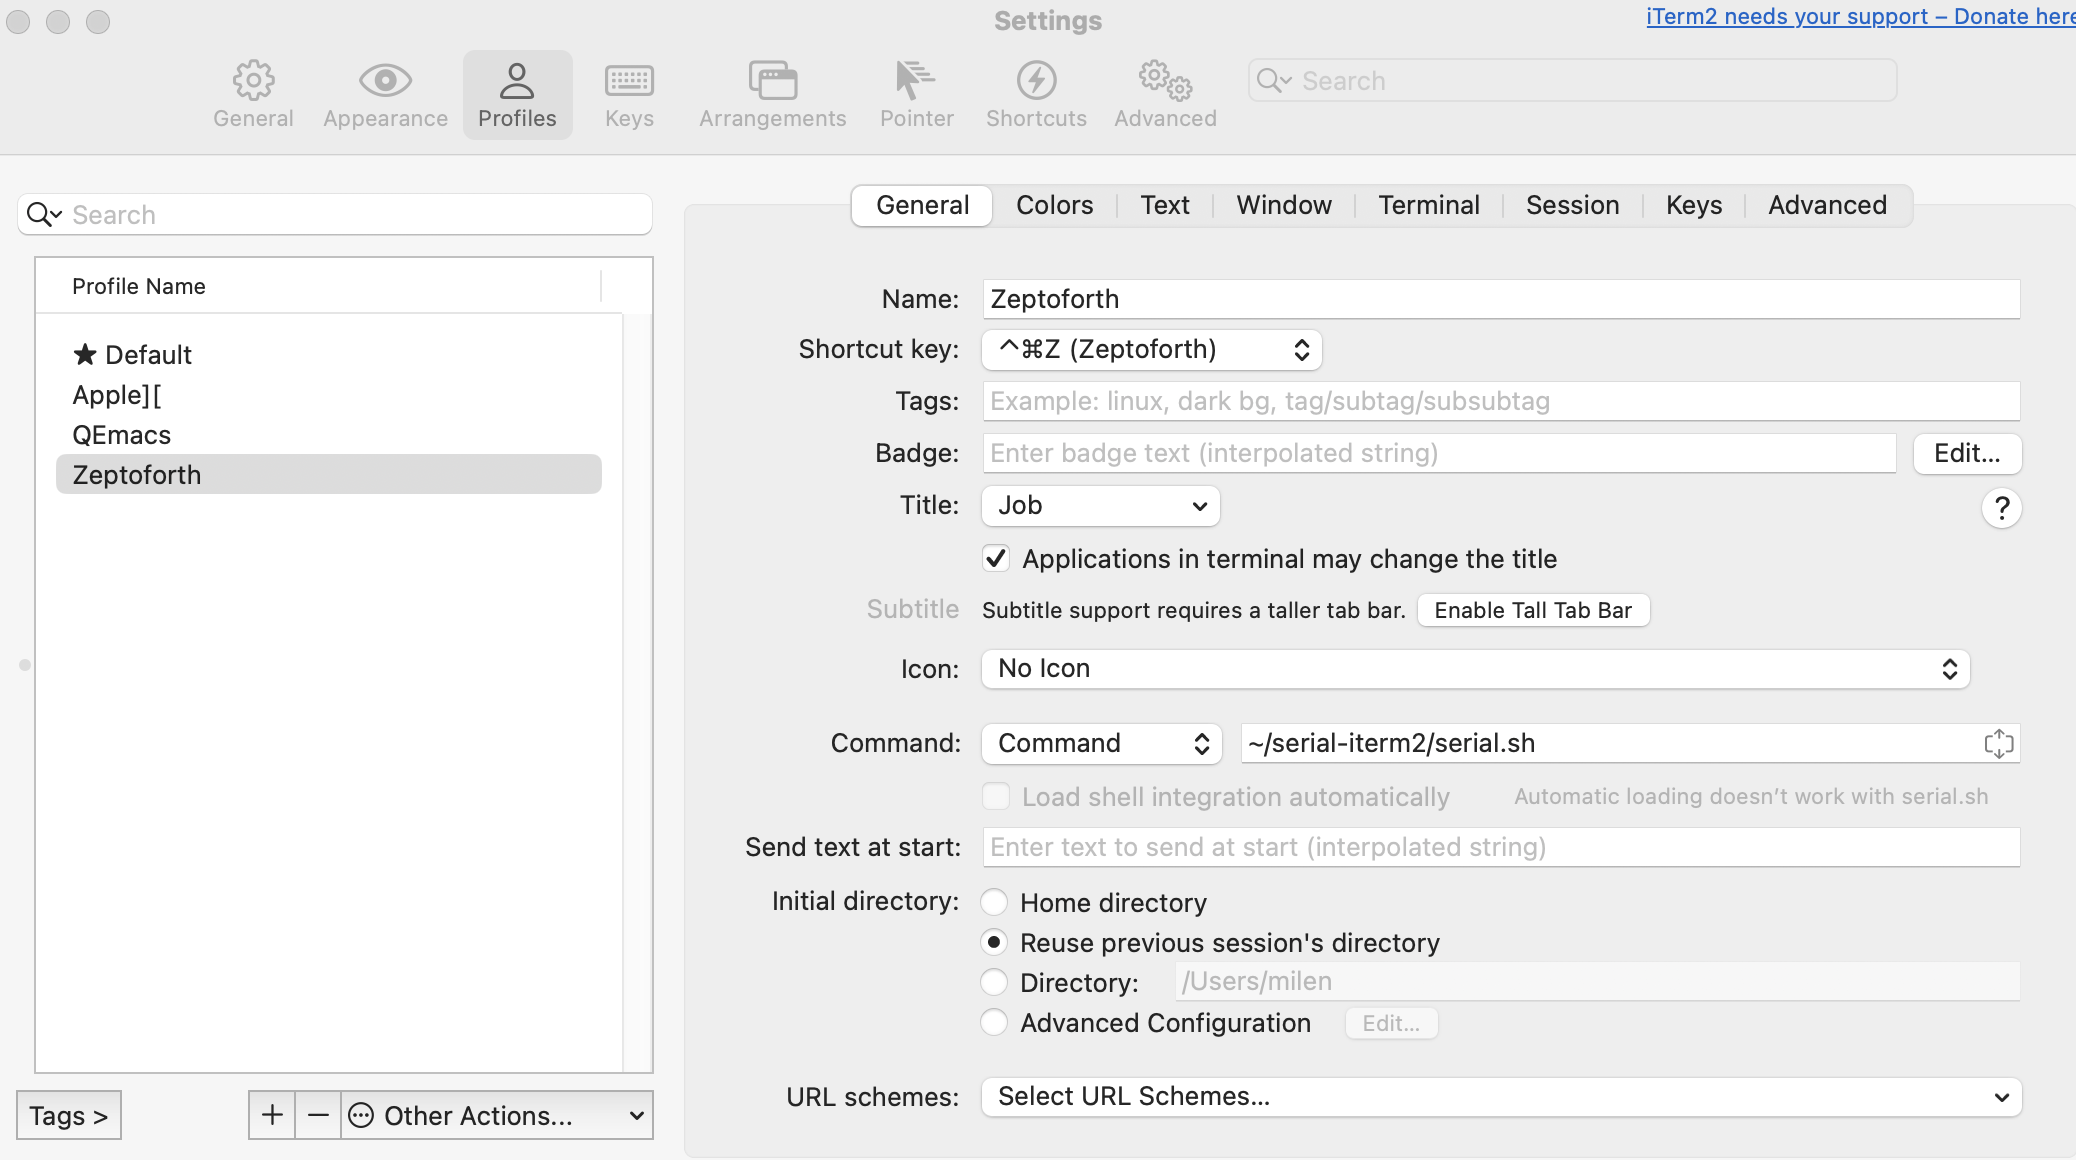 Settings
iTerm2 needs your support – Donate here
General
Appearance
Profiles
Keys
Arrangements
Pointer
Shortcuts
Advanced
Search
Search
Profile Name
★ Default
Apple][
QEmacs
Zeptoforth
Tags >
+
−
Other Actions...
General
Colors
Text
Window
Terminal
Session
Keys
Advanced
Name: Zeptoforth
Shortcut key: ^⌘Z (Zeptoforth)
Tags: Example: linux, dark bg, tag/subtag/subsubtag
Badge: Enter badge text (interpolated string) Edit...
Title: Job ?
Applications in terminal may change the title
Subtitle Subtitle support requires a taller tab bar. Enable Tall Tab Bar
Icon: No Icon
Command: Command ~/serial-iterm2/serial.sh
Load shell integration automatically Automatic loading doesn’t work with serial.sh
Send text at start: Enter text to send at start (interpolated string)
Initial directory: Home directory
Reuse previous session's directory
Directory: /Users/milen
Advanced Configuration Edit...
URL schemes: Select URL Schemes...